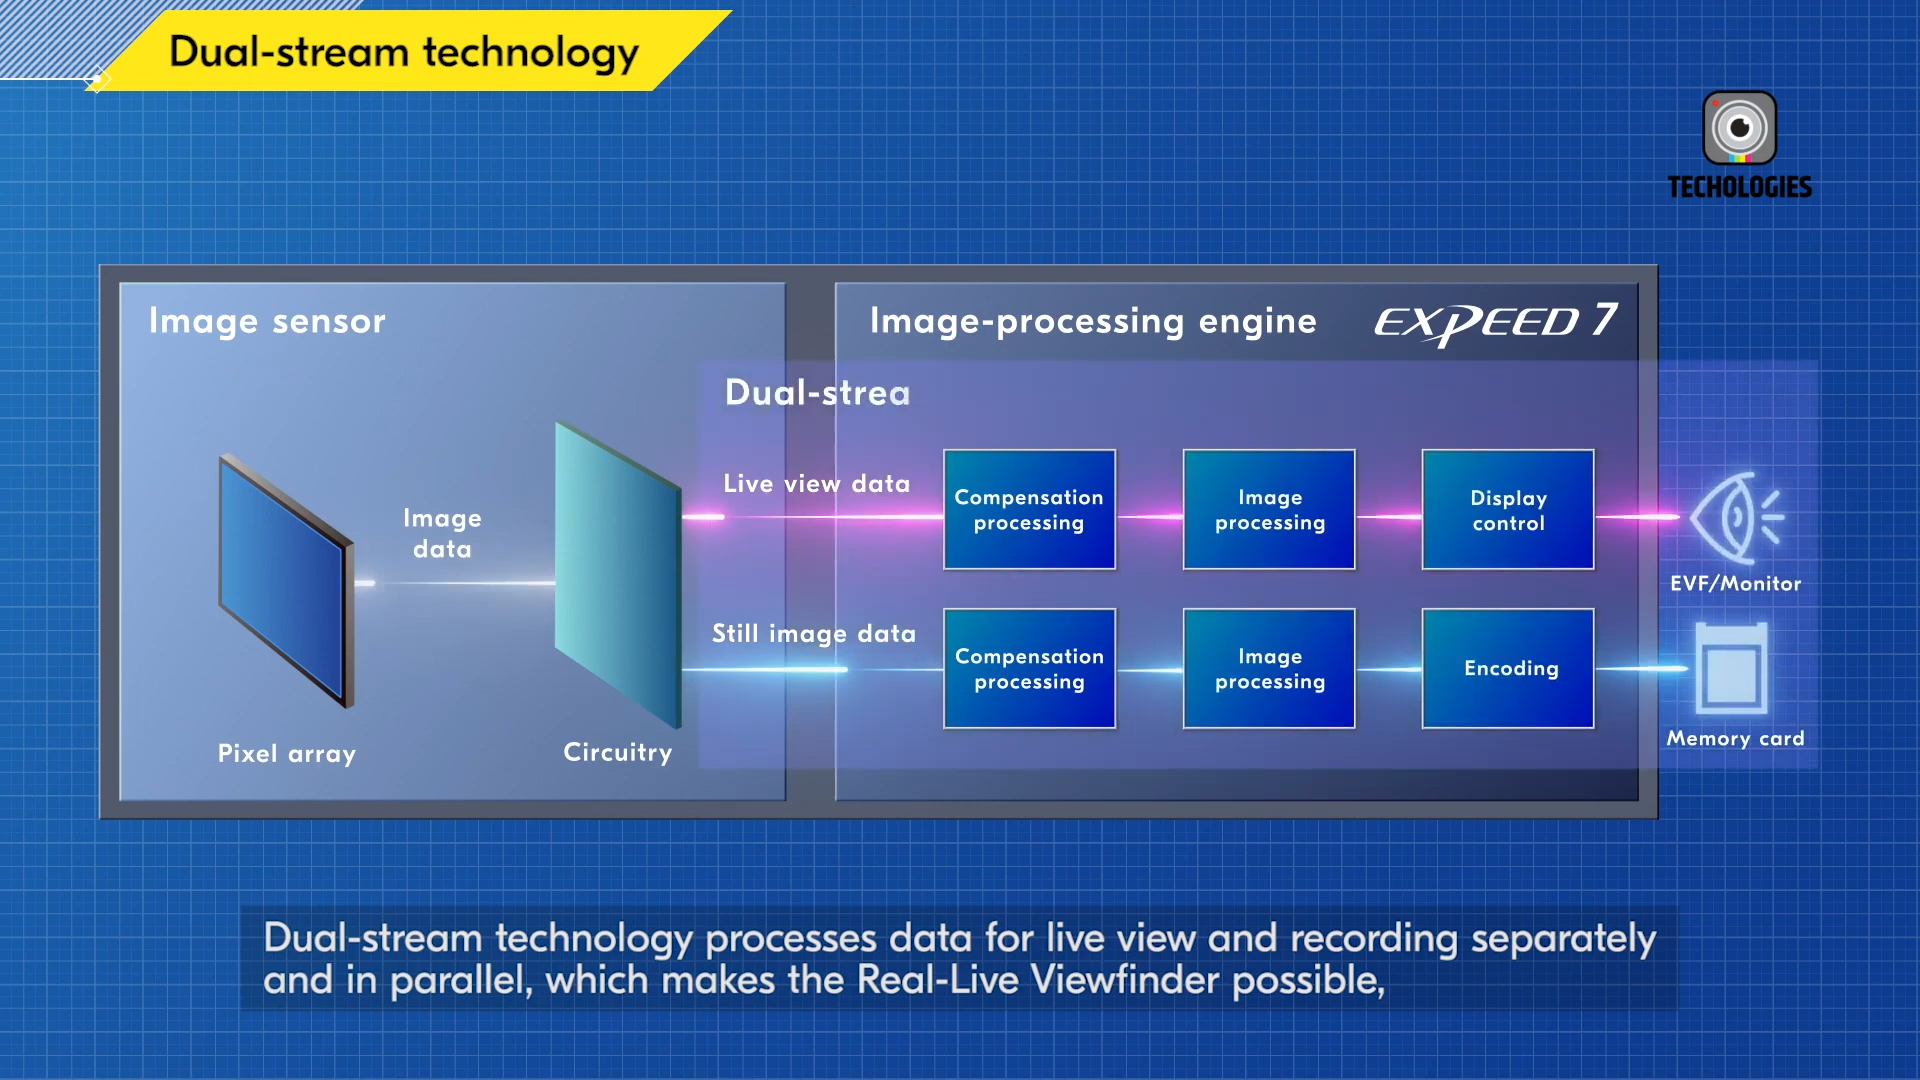 Dual-stream technology
TECHOLOGIES
Image sensor
Image-processing engine EXPEED 7
Dual-strea
Live view data
Image
data
Compensation
processing
Image
processing
Display
control
EVF/Monitor
Still image data
Compensation
processing
Image
processing
Encoding
Memory card
Pixel array
Circuitry
Dual-stream technology processes data for live view and recording separately
and in parallel, which makes the Real-Live Viewfinder possible,